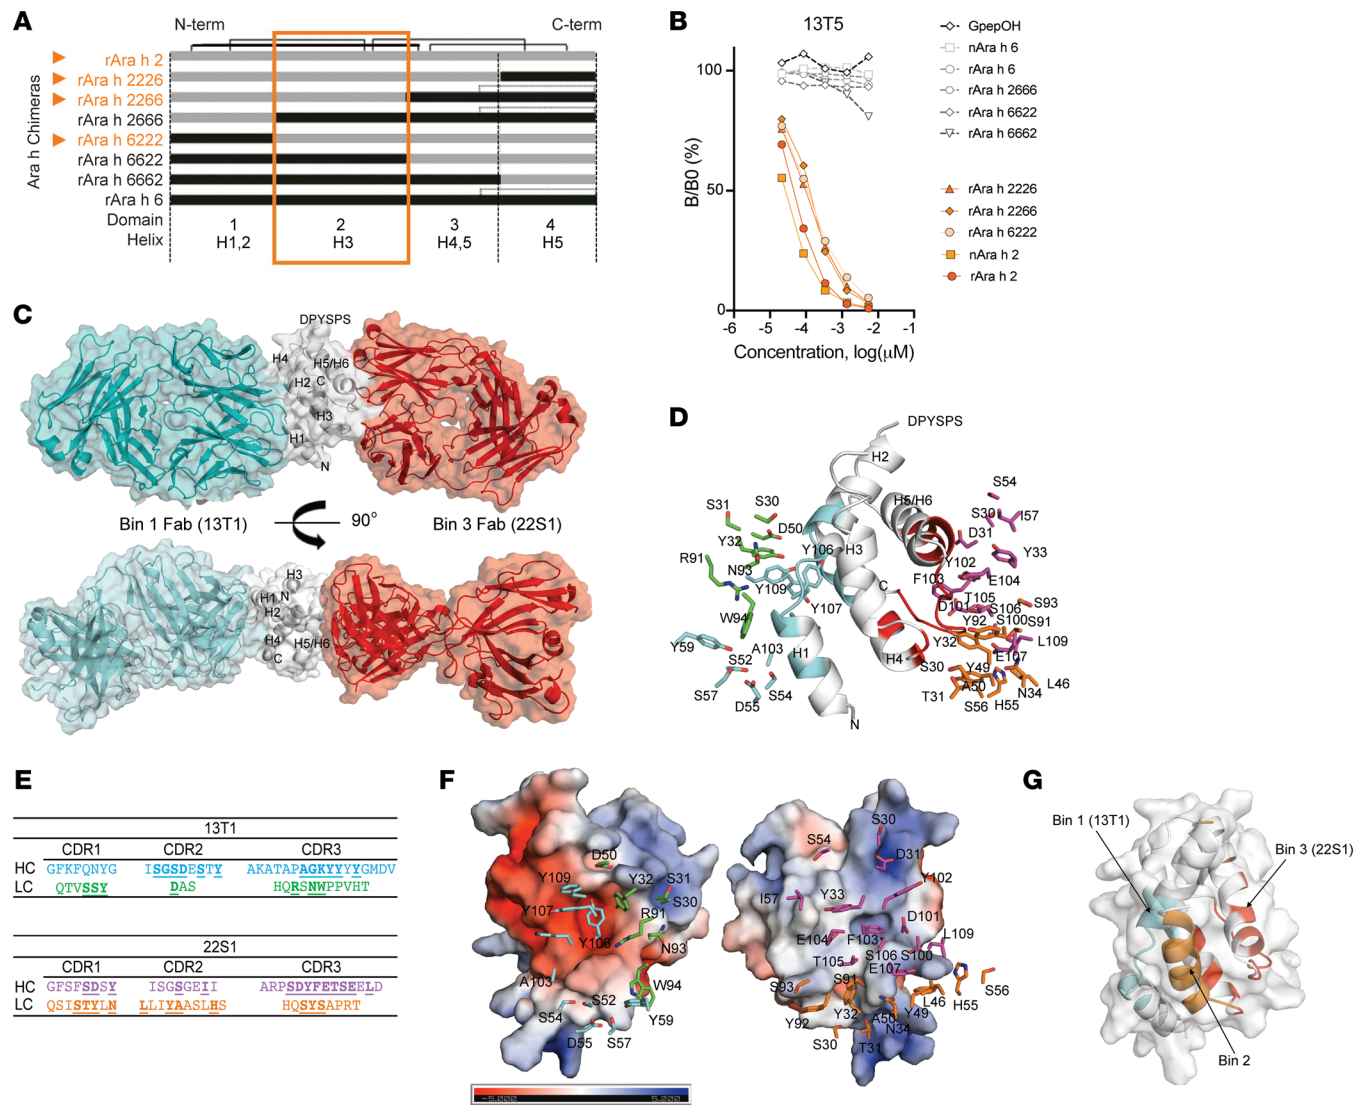 A
N-term
C-term
Ara h Chimeras
rAra h 2
rAra h 2226
rAra h 2266
rAra h 2666
rAra h 6222
rAra h 6622
rAra h 6662
rAra h 6
Domain 1 2 3 4
Helix H1,2 H3 H4,5 H5
B
13T5
B/B0 (%)
100
50
0
-6 -5 -4 -3 -2 -1
Concentration, log(μM)
GpepOH
nAra h 6
rAra h 6
rAra h 2666
rAra h 6622
rAra h 6662
rAra h 2226
rAra h 2266
rAra h 6222
nAra h 2
rAra h 2
C
DPYSPS
H4
H5/H6
H2
C
H3
H1
N
Bin 1 Fab (13T1)
90°
Bin 3 Fab (22S1)
H3
H1
N
H2
H4
H5/H6
C
D
DPYSPS
H2
S54
S31
S30
H5/H6
S30
I57
D50
D31
Y32
Y106
H3
Y33
R91
Y102
N93
F103
E104
Y109
C
T105
D101
S106
S93
Y107
Y92
S100
S91
W94
Y32
L109
Y59
A103
H1
H4
S30
E107
S52
Y49
L46
S57
S54
T31
A50
N34
D55
S56
H55
N
E
13T1
CDR1 CDR2 CDR3
HC GFKFQNYG ISGSDESTY AKATAPAGKYYYYGMDV
LC QTVSSY DAS HQRSNWPPVHT
22S1
CDR1 CDR2 CDR3
HC GFSFSDSY ISGSGEII ARPSDYFETSEELD
LC QSISTYLN LLIYAASLHS HQSYSAPRT
F
D50
Y109
Y32
S31
S30
Y107
R91
Y106
N93
A103
W94
S52
S54
Y59
D55
S57
-5.000
5.000
S30
S54
D31
Y102
I57
Y33
D101
E104
F103
L109
S106
S100
T105
E107
S93
S91
S56
L46
H55
Y92
Y32
A50
Y49
N34
S30
T31
G
Bin 1 (13T1)
Bin 3 (22S1)
Bin 2